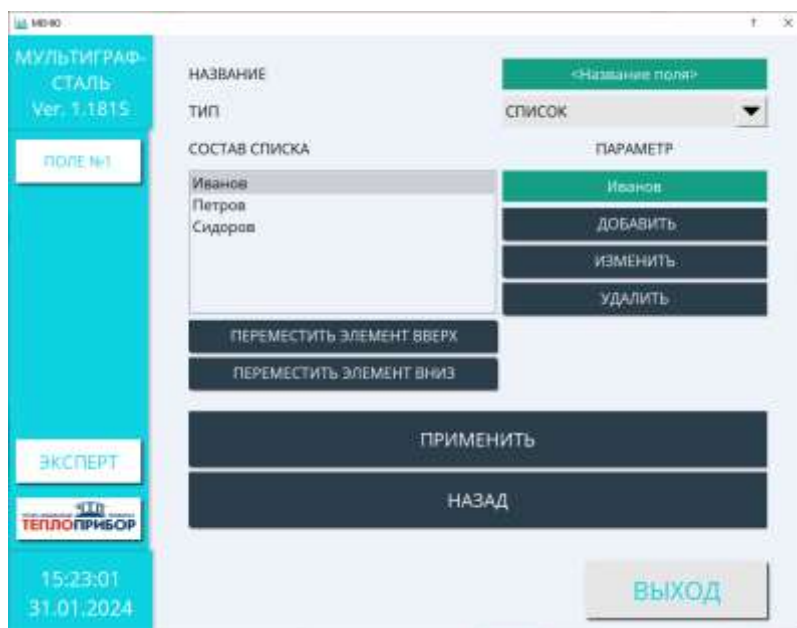 МЕНЮ
МУЛЬТИГРАФ-
СТАЛЬ
Ver. 1.181S
ПОЛЕ №1
ЭКСПЕРТ
ТЕПЛОПРИБОР
15:23:01
31.01.2024
НАЗВАНИЕ
<Название поля>
ТИП
СПИСОК
СОСТАВ СПИСКА
ПАРАМЕТР
Иванов
Петров
Сидоров
Иванов
ДОБАВИТЬ
ИЗМЕНИТЬ
УДАЛИТЬ
ПЕРЕМЕСТИТЬ ЭЛЕМЕНТ ВВЕРХ
ПЕРЕМЕСТИТЬ ЭЛЕМЕНТ ВНИЗ
ПРИМЕНИТЬ
НАЗАД
ВЫХОД